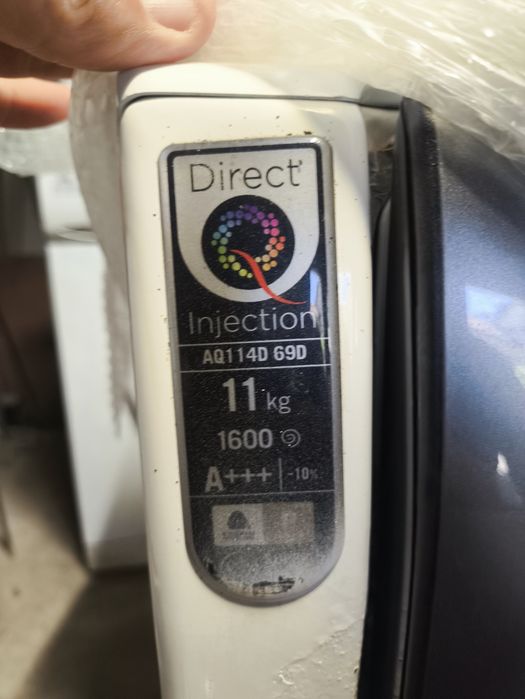 Direct
Injection
AQ114D 69D
11 kg
1600
A+++ -10%